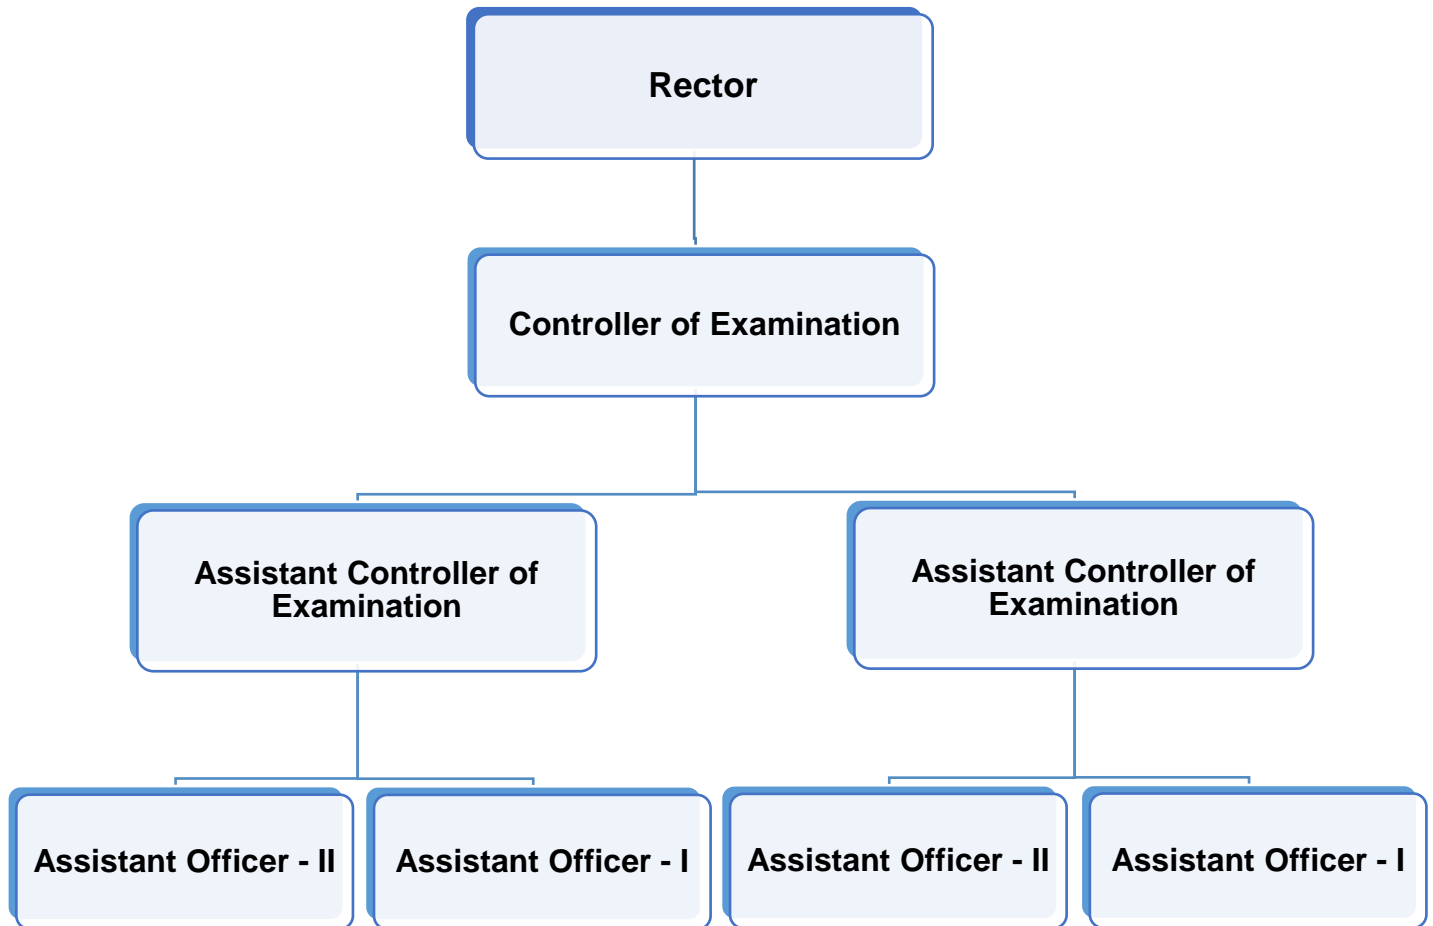 Rector
Controller of Examination
Assistant Controller of
Examination
Assistant Controller of
Examination
Assistant Officer - II
Assistant Officer - I
Assistant Officer - II
Assistant Officer - I